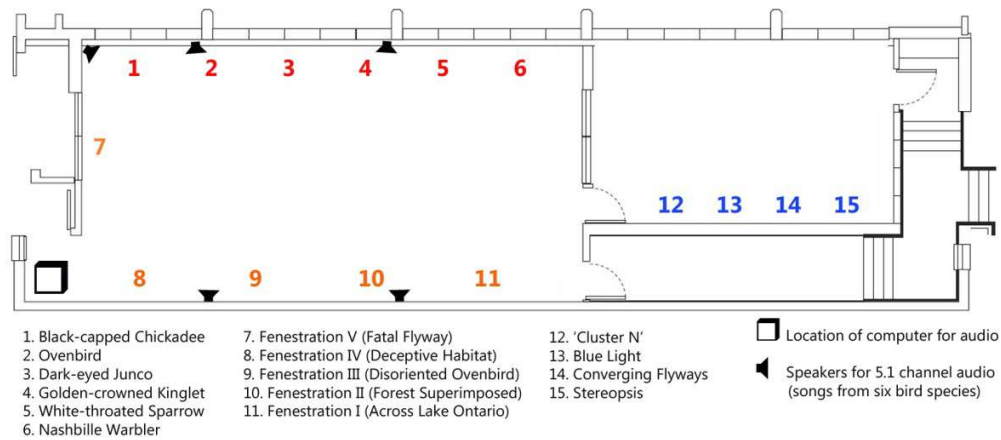 1 2 3 4 5 6
7
12 13 14 15
8 9 10 11
1. Black-capped Chickadee
2. Ovenbird
3. Dark-eyed Junco
4. Golden-crowned Kinglet
5. White-throated Sparrow
6. Nashbille Warbler
7. Fenestration V (Fatal Flyway)
8. Fenestration IV (Deceptive Habitat)
9. Fenestration III (Disoriented Ovenbird)
10. Fenestration II (Forest Superimposed)
11. Fenestration I (Across Lake Ontario)
12. ‘Cluster N’
13. Blue Light
14. Converging Flyways
15. Stereopsis
Location of computer for audio
Speakers for 5.1 channel audio
(songs from six bird species)